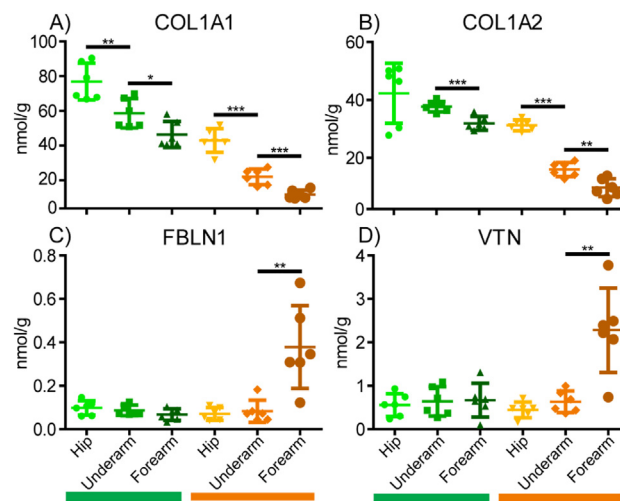 A) COL1A1
B) COL1A2
nmol/g
100
80
60
40
20
0
**
*
***
***
nmol/g
60
40
20
0
***
***
**
C) FBLN1
D) VTN
nmol/g
0.8
0.6
0.4
0.2
0.0
**
nmol/g
4
3
2
1
0
**
Hip
Underarm
Forearm
Hip
Underarm
Forearm
Hip
Underarm
Forearm
Hip
Underarm
Forearm